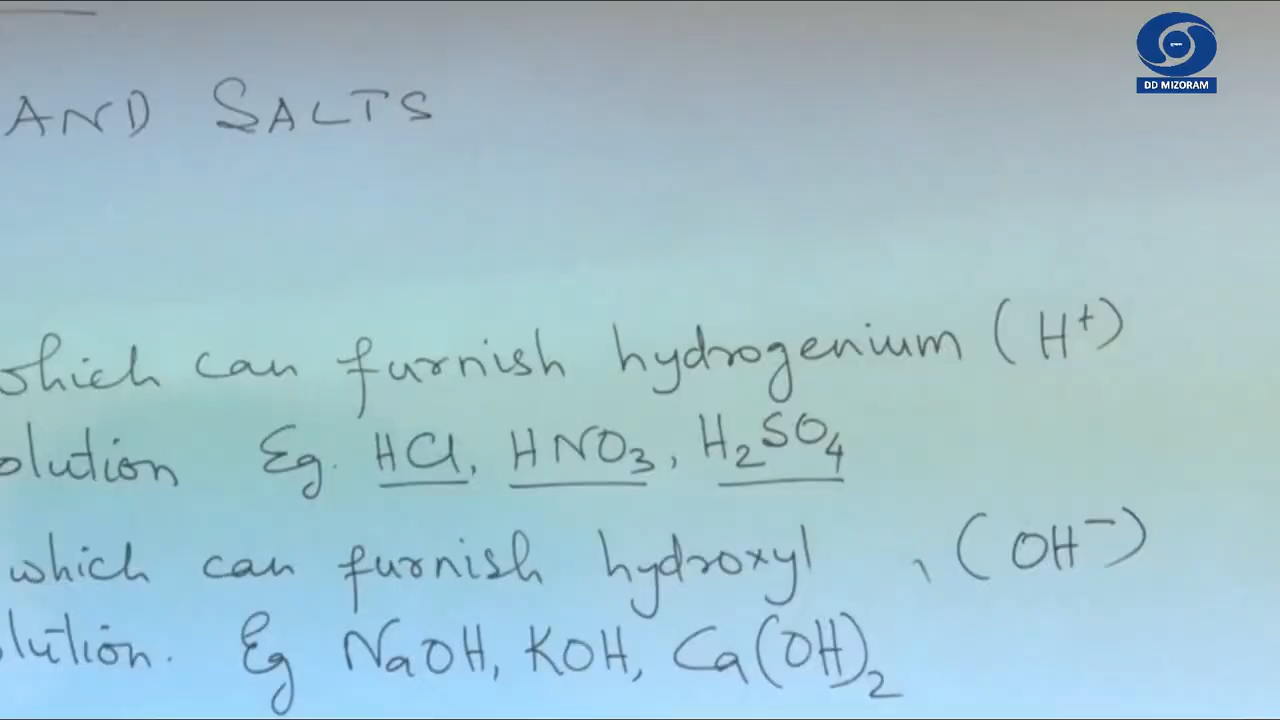 DD MIZORAM
AND SALTS
which can furnish hydrogenium (H⁺)
olution Eg. HCl, HNO₃, H₂SO₄
which can furnish hydroxyl , (OH⁻)
lution. Eg NaOH, KOH, Ca(OH)₂